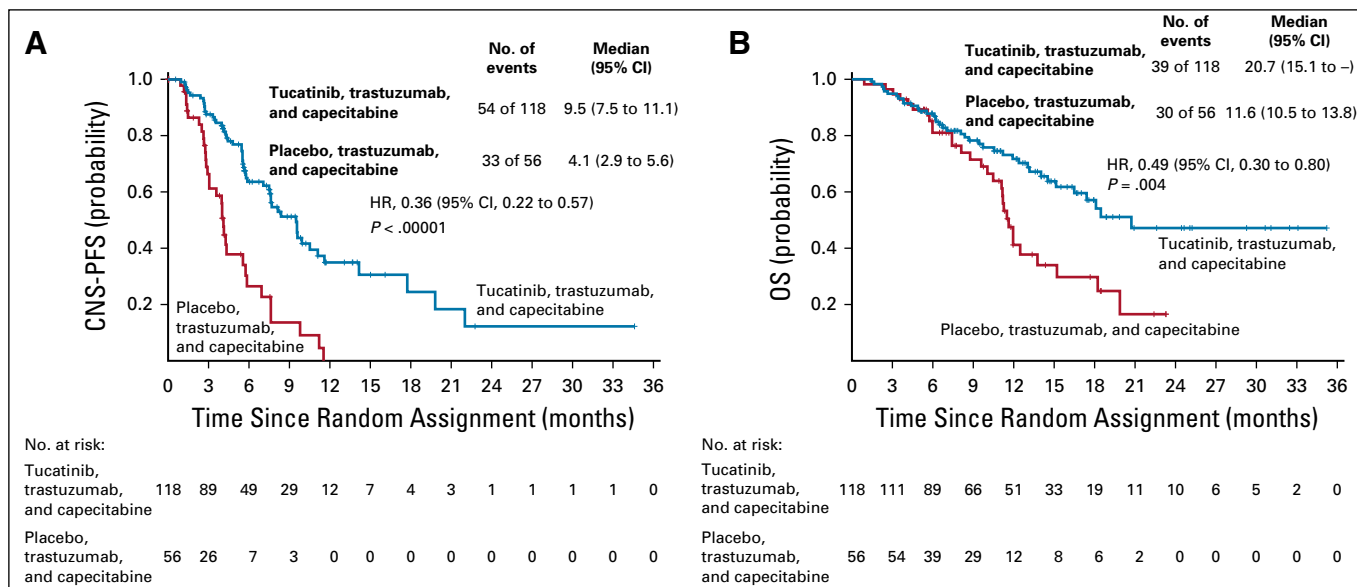 A
No. of events
Median (95% CI)
Tucatinib, trastuzumab, and capecitabine
54 of 118
9.5 (7.5 to 11.1)
Placebo, trastuzumab, and capecitabine
33 of 56
4.1 (2.9 to 5.6)
HR, 0.36 (95% CI, 0.22 to 0.57)
P < .00001
CNS-PFS (probability)
1.0
0.8
0.6
0.4
0.2
Placebo, trastuzumab, and capecitabine
Tucatinib, trastuzumab, and capecitabine
0 3 6 9 12 15 18 21 24 27 30 33 36
Time Since Random Assignment (months)
No. at risk:
Tucatinib, trastuzumab, and capecitabine
118 89 49 29 12 7 4 3 1 1 1 1 0
Placebo, trastuzumab, and capecitabine
56 26 7 3 0 0 0 0 0 0 0 0 0
B
No. of events
Median (95% CI)
Tucatinib, trastuzumab, and capecitabine
39 of 118
20.7 (15.1 to –)
Placebo, trastuzumab, and capecitabine
30 of 56
11.6 (10.5 to 13.8)
HR, 0.49 (95% CI, 0.30 to 0.80)
P = .004
OS (probability)
1.0
0.8
0.6
0.4
0.2
Tucatinib, trastuzumab, and capecitabine
Placebo, trastuzumab, and capecitabine
0 3 6 9 12 15 18 21 24 27 30 33 36
Time Since Random Assignment (months)
No. at risk:
Tucatinib, trastuzumab, and capecitabine
118 111 89 66 51 33 19 11 10 6 5 2 0
Placebo, trastuzumab, and capecitabine
56 54 39 29 12 8 6 2 0 0 0 0 0